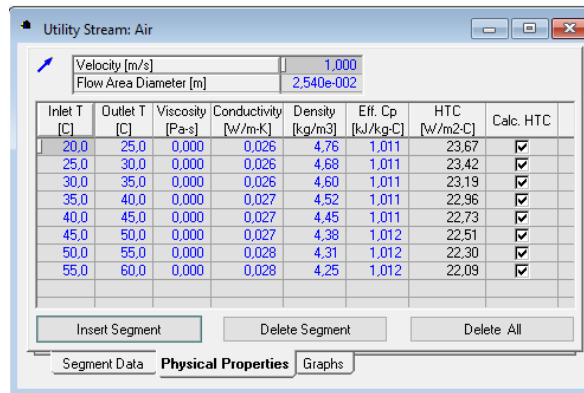 Utility Stream: Air
Velocity [m/s] 1,000
Flow Area Diameter [m] 2,540e-002
Inlet T Outlet T Viscosity Conductivity Density Eff. Cp HTC Calc. HTC
[C] [C] [Pa-s] [W/m-K] [kg/m3] [kJ/kg-C] [W/m2-C]
20,0 25,0 0,000 0,026 4,76 1,011 23,67
25,0 30,0 0,000 0,026 4,68 1,011 23,42
30,0 35,0 0,000 0,026 4,60 1,011 23,19
35,0 40,0 0,000 0,027 4,52 1,011 22,96
40,0 45,0 0,000 0,027 4,45 1,011 22,73
45,0 50,0 0,000 0,027 4,38 1,012 22,51
50,0 55,0 0,000 0,028 4,31 1,012 22,30
55,0 60,0 0,000 0,028 4,25 1,012 22,09
Insert Segment Delete Segment Delete All
Segment Data Physical Properties Graphs